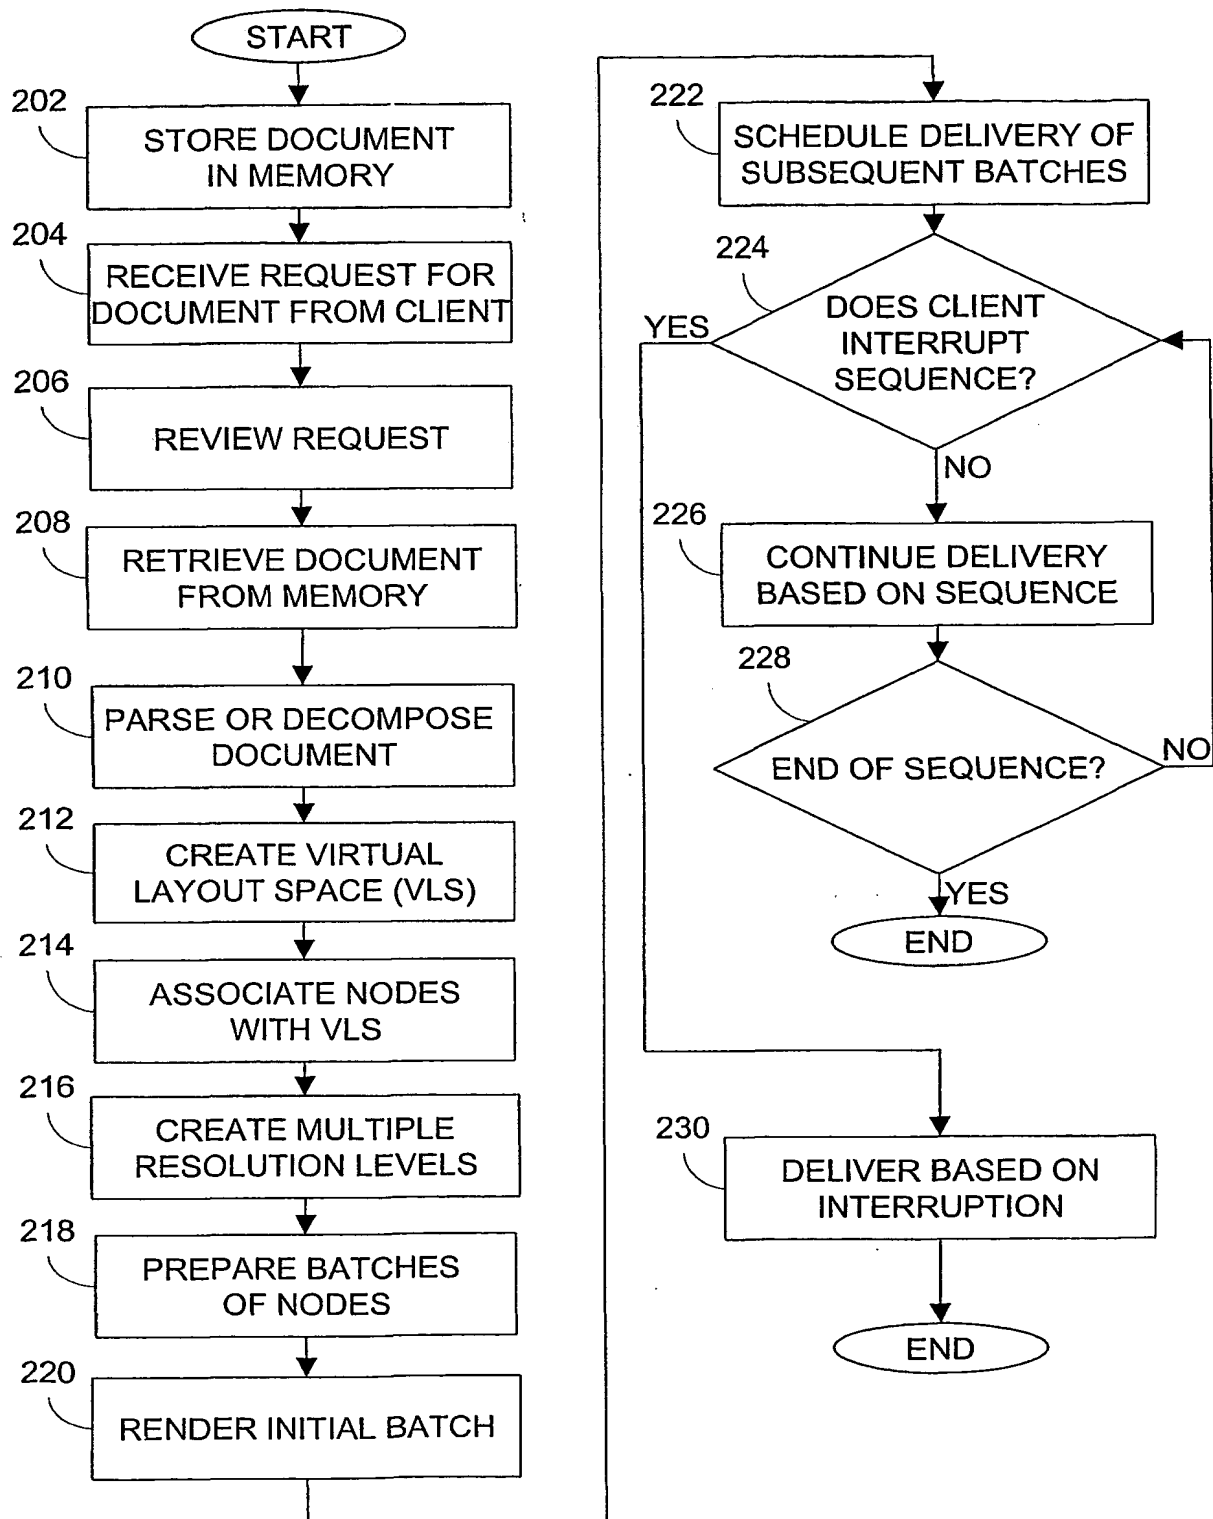 START
202
STORE DOCUMENT
IN MEMORY
204
RECEIVE REQUEST FOR
DOCUMENT FROM CLIENT
206
REVIEW REQUEST
208
RETRIEVE DOCUMENT
FROM MEMORY
210
PARSE OR DECOMPOSE
DOCUMENT
212
CREATE VIRTUAL
LAYOUT SPACE (VLS)
214
ASSOCIATE NODES
WITH VLS
216
CREATE MULTIPLE
RESOLUTION LEVELS
218
PREPARE BATCHES
OF NODES
220
RENDER INITIAL BATCH
222
SCHEDULE DELIVERY OF
SUBSEQUENT BATCHES
224
DOES CLIENT
INTERRUPT
SEQUENCE?
YES
NO
226
CONTINUE DELIVERY
BASED ON SEQUENCE
228
END OF SEQUENCE?
NO
YES
END
230
DELIVER BASED ON
INTERRUPTION
END